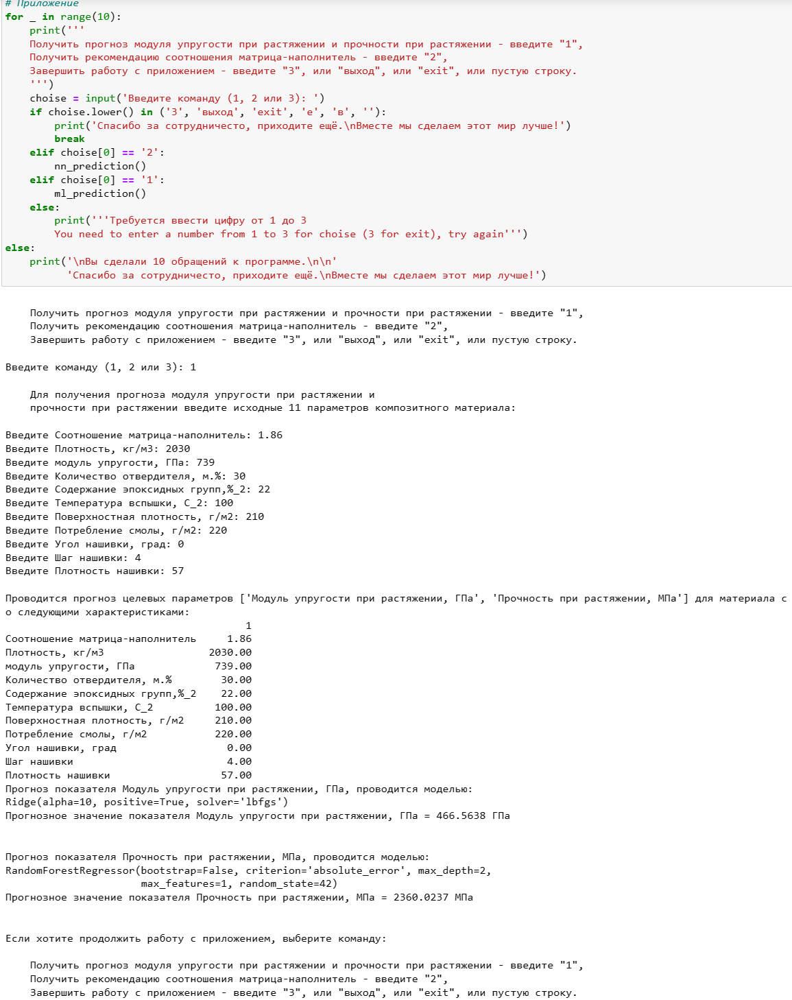 # Приложение
for _ in range(10):
    print('''
    Получить прогноз модуля упругости при растяжении и прочности при растяжении - введите "1",
    Получить рекомендацию соотношения матрица-наполнитель - введите "2",
    Завершить работу с приложением - введите "3", или "выход", или "exit", или пустую строку.
    ''')
    choise = input('Введите команду (1, 2 или 3): ')
    if choise.lower() in ('3', 'выход', 'exit', 'e', 'в', ''):
        print('Спасибо за сотрудничесто, приходите ещё.\nВместе мы сделаем этот мир лучше!')
        break
    elif choise[0] == '2':
        nn_prediction()
    elif choise[0] == '1':
        ml_prediction()
    else:
        print('''Требуется ввести цифру от 1 до 3
        You need to enter a number from 1 to 3 for choise (3 for exit), try again''')
else:
    print('\nВы сделали 10 обращений к программе.\n\n'
          'Спасибо за сотрудничесто, приходите ещё.\nВместе мы сделаем этот мир лучше!')
    Получить прогноз модуля упругости при растяжении и прочности при растяжении - введите "1",
    Получить рекомендацию соотношения матрица-наполнитель - введите "2",
    Завершить работу с приложением - введите "3", или "выход", или "exit", или пустую строку.
Введите команду (1, 2 или 3): 1
    Для получения прогноза модуля упругости при растяжении и
    прочности при растяжении введите исходные 11 параметров композитного материала:
Введите Соотношение матрица-наполнитель: 1.86
Введите Плотность, кг/м3: 2030
Введите модуль упругости, ГПа: 739
Введите Количество отвердителя, м.%: 30
Введите Содержание эпоксидных групп,%_2: 22
Введите Температура вспышки, С_2: 100
Введите Поверхностная плотность, г/м2: 210
Введите Потребление смолы, г/м2: 220
Введите Угол нашивки, град: 0
Введите Шаг нашивки: 4
Введите Плотность нашивки: 57
Проводится прогноз целевых параметров ['Модуль упругости при растяжении, ГПа', 'Прочность при растяжении, МПа'] для материала с
о следующими характеристиками:
                                       1
Соотношение матрица-наполнитель     1.86
Плотность, кг/м3                 2030.00
модуль упругости, ГПа             739.00
Количество отвердителя, м.%        30.00
Содержание эпоксидных групп,%_2    22.00
Температура вспышки, С_2          100.00
Поверхностная плотность, г/м2     210.00
Потребление смолы, г/м2           220.00
Угол нашивки, град                  0.00
Шаг нашивки                         4.00
Плотность нашивки                  57.00
Прогноз показателя Модуль упругости при растяжении, ГПа, проводится моделью:
Ridge(alpha=10, positive=True, solver='lbfgs')
Прогнозное значение показателя Модуль упругости при растяжении, ГПа = 466.5638 ГПа
Прогноз показателя Прочность при растяжении, МПа, проводится моделью:
RandomForestRegressor(bootstrap=False, criterion='absolute_error', max_depth=2,
                      max_features=1, random_state=42)
Прогнозное значение показателя Прочность при растяжении, МПа = 2360.0237 МПа
Если хотите продолжить работу с приложением, выберите команду:
    Получить прогноз модуля упругости при растяжении и прочности при растяжении - введите "1",
    Получить рекомендацию соотношения матрица-наполнитель - введите "2",
    Завершить работу с приложением - введите "3", или "выход", или "exit", или пустую строку.